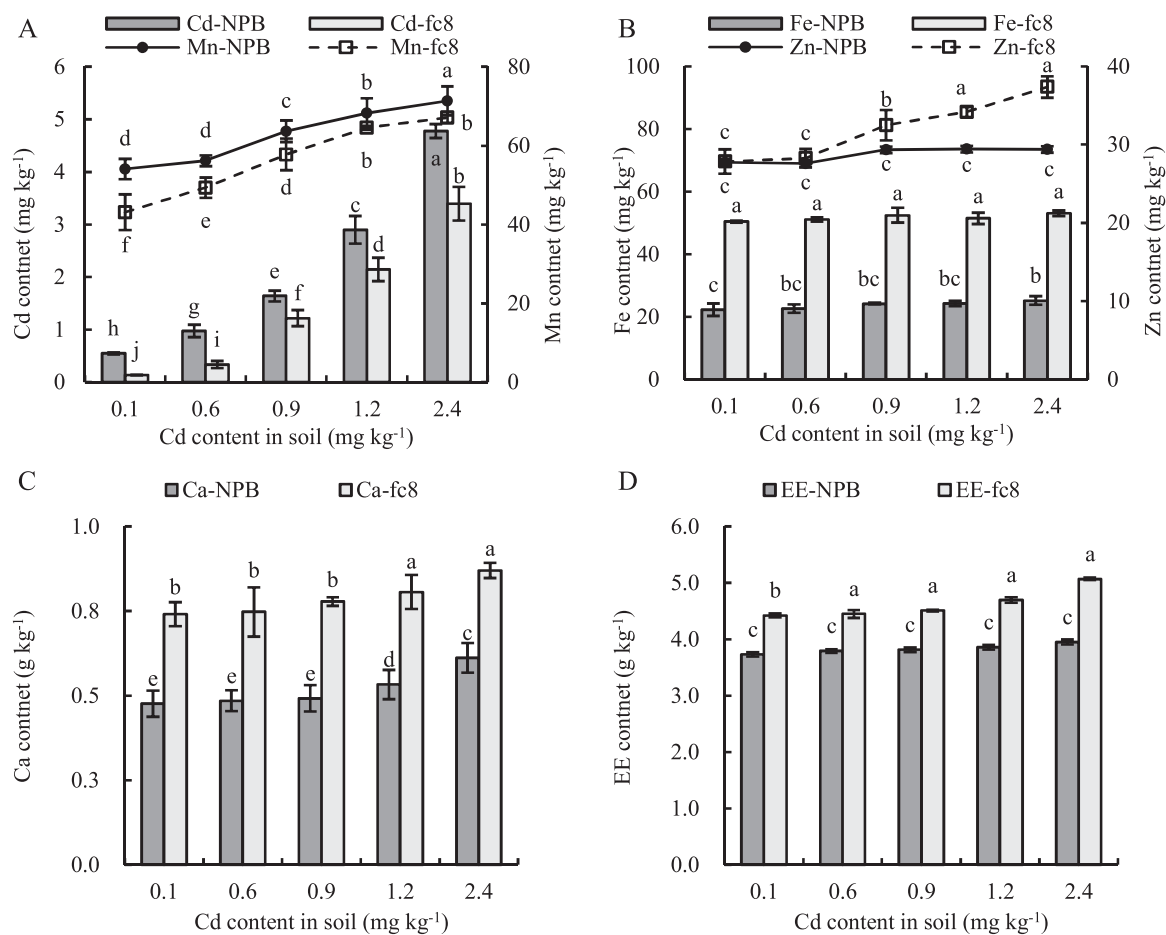 A
Cd-NPB Cd-fc8
Mn-NPB Mn-fc8
Cd contnet (mg kg-1)
6
5
4
3
2
1
0
80
60
40
20
0
Mn contnet (mg kg-1)
d d c b a
f e d b b
h j g i e f c d a b
0.1 0.6 0.9 1.2 2.4
Cd content in soil (mg kg-1)
B
Fe-NPB Fe-fc8
Zn-NPB Zn-fc8
Fe contnet (mg kg-1)
100
80
60
40
20
0
40
30
20
10
0
Zn contnet (mg kg-1)
c c b a a
c c c c c
a a a a a
c bc bc bc b
0.1 0.6 0.9 1.2 2.4
Cd content in soil (mg kg-1)
C
Ca-NPB Ca-fc8
Ca contnet (g kg-1)
1.0
0.8
0.5
0.3
0.0
e b e b e b d a c a
0.1 0.6 0.9 1.2 2.4
Cd content in soil (mg kg-1)
D
EE-NPB EE-fc8
EE contnet (g kg-1)
6.0
5.0
4.0
3.0
2.0
1.0
0.0
c b c a c a c a c a
0.1 0.6 0.9 1.2 2.4
Cd content in soil (mg kg-1)